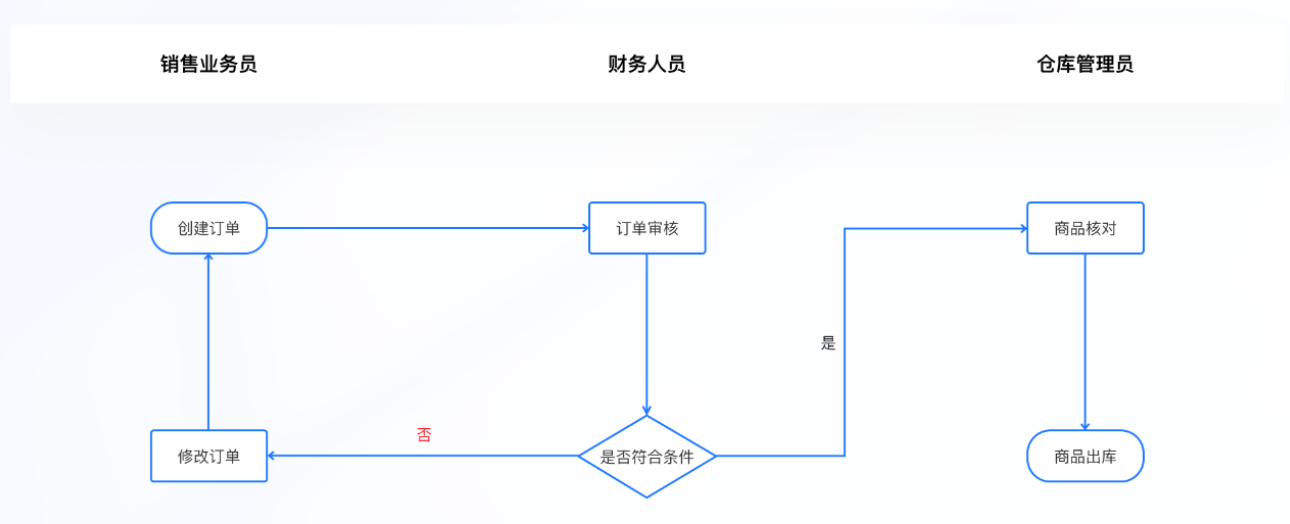 销售业务员
财务人员
仓库管理员
创建订单
订单审核
商品核对
是
否
修改订单
是否符合条件
商品出库